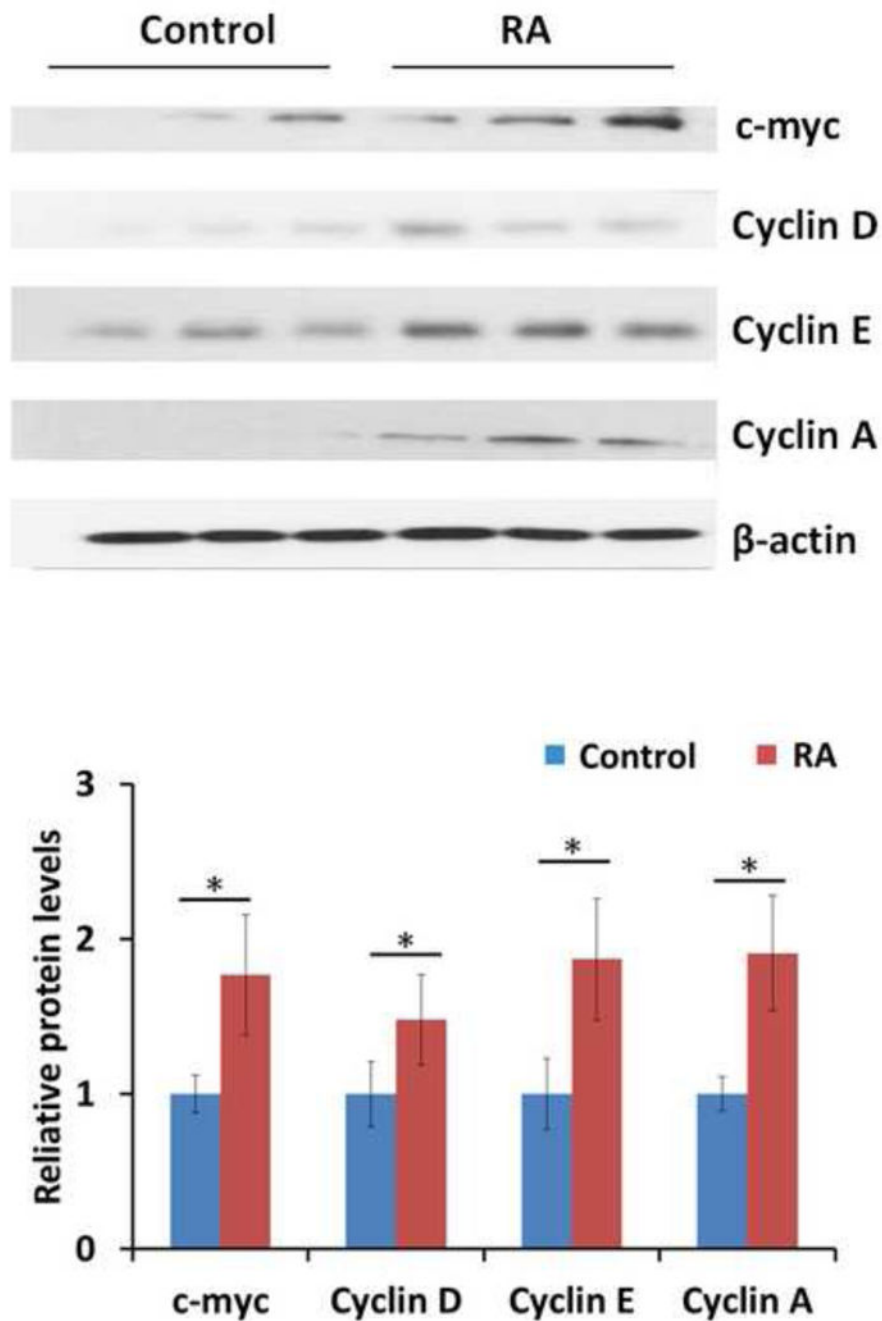 Control RA
c-myc
Cyclin D
Cyclin E
Cyclin A
β-actin
Control RA
3
2
1
0
* * * *
Reliative protein levels
c-myc Cyclin D Cyclin E Cyclin A